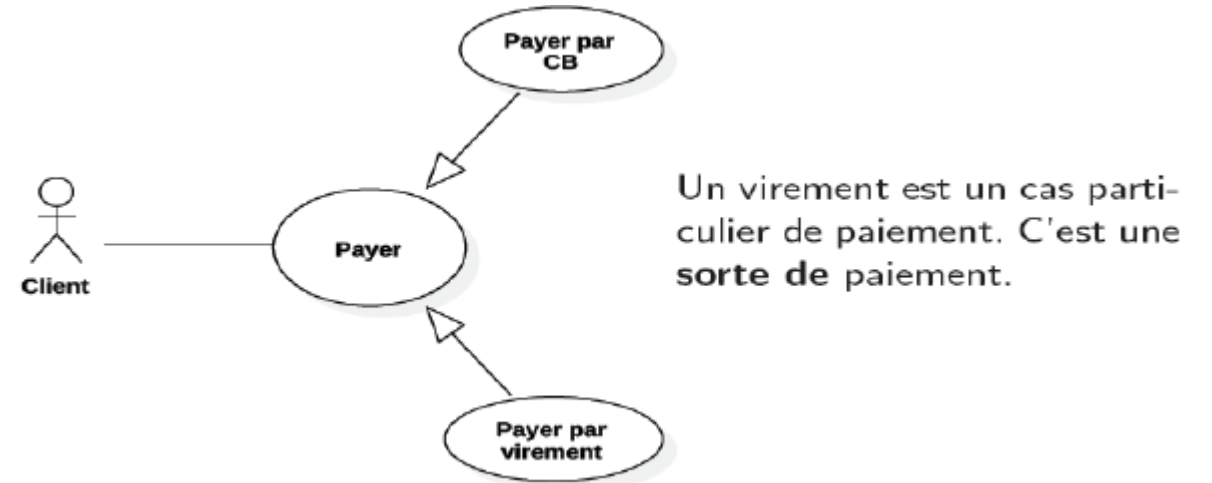 Payer par
CB
Un virement est un cas parti-
culier de paiement. C'est une
sorte de paiement.
Payer
Client
Payer par
virement